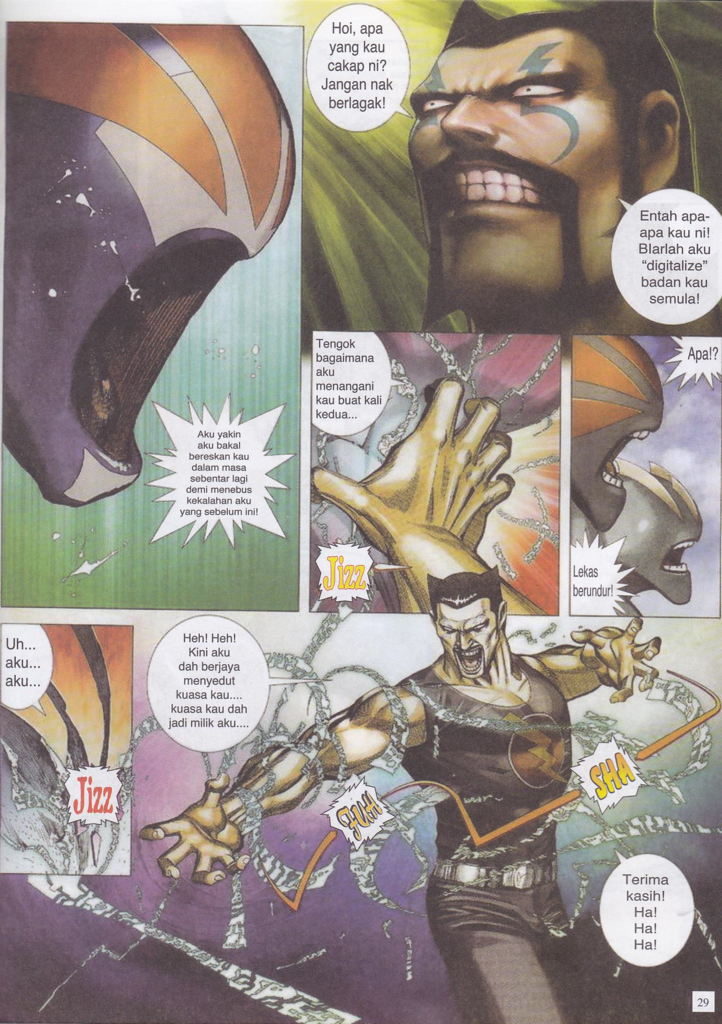 Hoi, apa
yang kau
cakap ni?
Jangan nak
berlagak!
Entah apa-
apa kau ni!
BIarlah aku
"digitalize"
badan kau
semula!
Aku yakin
aku bakal
bereskan kau
dalam masa
sebentar lagi
demi menebus
kekalahan aku
yang sebelum ini!
Tengok
bagaimana
aku
menangani
kau buat kali
kedua...
Jizz
Apa!?
Lekas
berundur!
Uh...
aku...
aku...
Jizz
Heh! Heh!
Kini aku
dah berjaya
menyedut
kuasa kau....
kuasa kau dah
jadi milik aku....
FUH
SHA
Terima
kasih!
Ha!
Ha!
Ha!
29